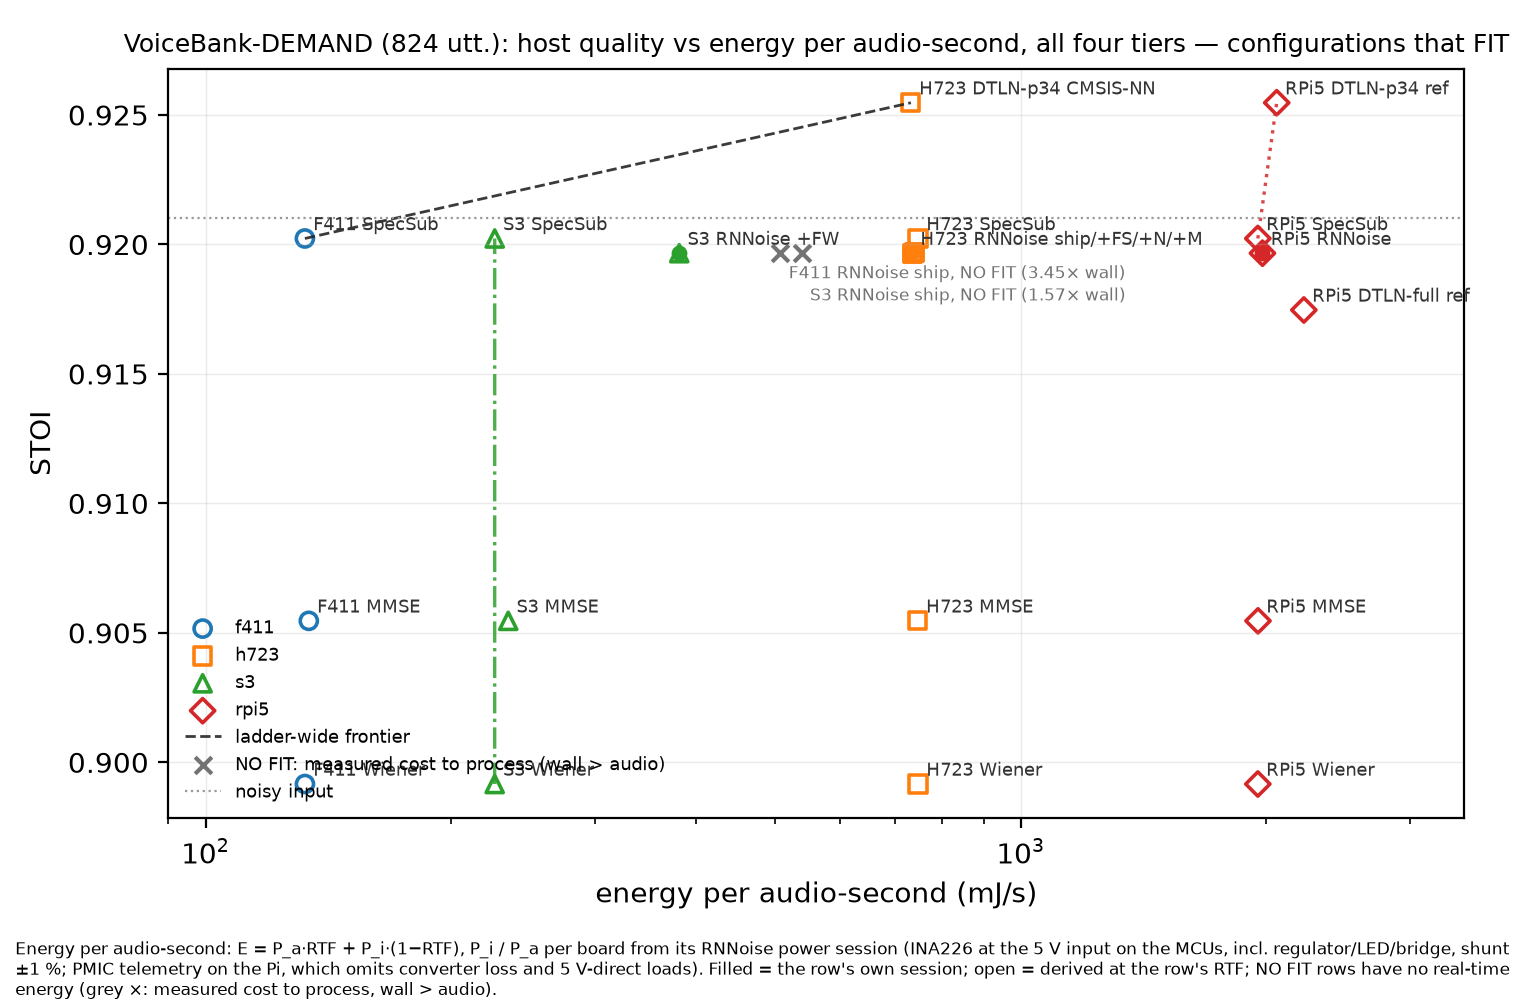 VoiceBank-DEMAND (824 utt.): host quality vs energy per audio-second, all four tiers — configurations that FIT
H723 DTLN-p34 CMSIS-NN
RPi5 DTLN-p34 ref
0.925
F411 SpecSub
S3 SpecSub
H723 SpecSub
RPi5 SpecSub
0.920
S3 RNNoise +FW
H723 RNNoise ship/+FS/+N/+M
RPi5 RNNoise
F411 RNNoise ship, NO FIT (3.45× wall)
S3 RNNoise ship, NO FIT (1.57× wall)
RPi5 DTLN-full ref
0.915
STOI
0.910
F411 MMSE
S3 MMSE
H723 MMSE
RPi5 MMSE
0.905
f411
h723
s3
rpi5
ladder-wide frontier
NO FIT: measured cost to process (wall > audio)
noisy input
0.900
F411 Wiener
S3 Wiener
H723 Wiener
RPi5 Wiener
10²
10³
energy per audio-second (mJ/s)
Energy per audio-second: E = P_a·RTF + P_i·(1−RTF), P_i / P_a per board from its RNNoise power session (INA226 at the 5 V input on the MCUs, incl. regulator/LED/bridge, shunt
±1 %; PMIC telemetry on the Pi, which omits converter loss and 5 V-direct loads). Filled = the row's own session; open = derived at the row's RTF; NO FIT rows have no real-time
energy (grey ×: measured cost to process, wall > audio).